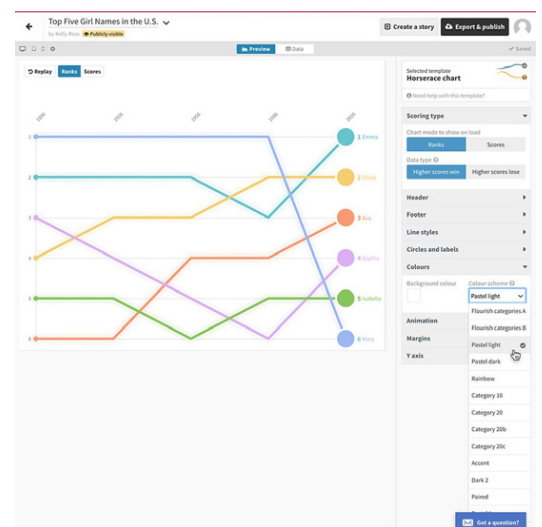 Top Five Girl Names in the U.S.
by Kelly Rose Publicly visible
Create a story
Export & publish
Preview
Data
Saved
Replay
Ranks
Scores
1 Emma
2 Olivia
3 Ava
4 Sophia
5 Isabella
6 Mary
1
2
3
4
5
6
Selected template
Horserace chart
Need help with this template?
Scoring type
Chart mode to show on load
Ranks
Scores
Data type
Higher scores win
Higher scores lose
Header
Footer
Line styles
Circles and labels
Colours
Background colour
Colour scheme
Pastel light
Flourish categories A
Flourish categories B
Pastel light
Pastel dark
Rainbow
Category 10
Category 20
Category 20b
Category 20c
Accent
Dark 2
Paired
Animation
Margins
Y axis
Got a question?